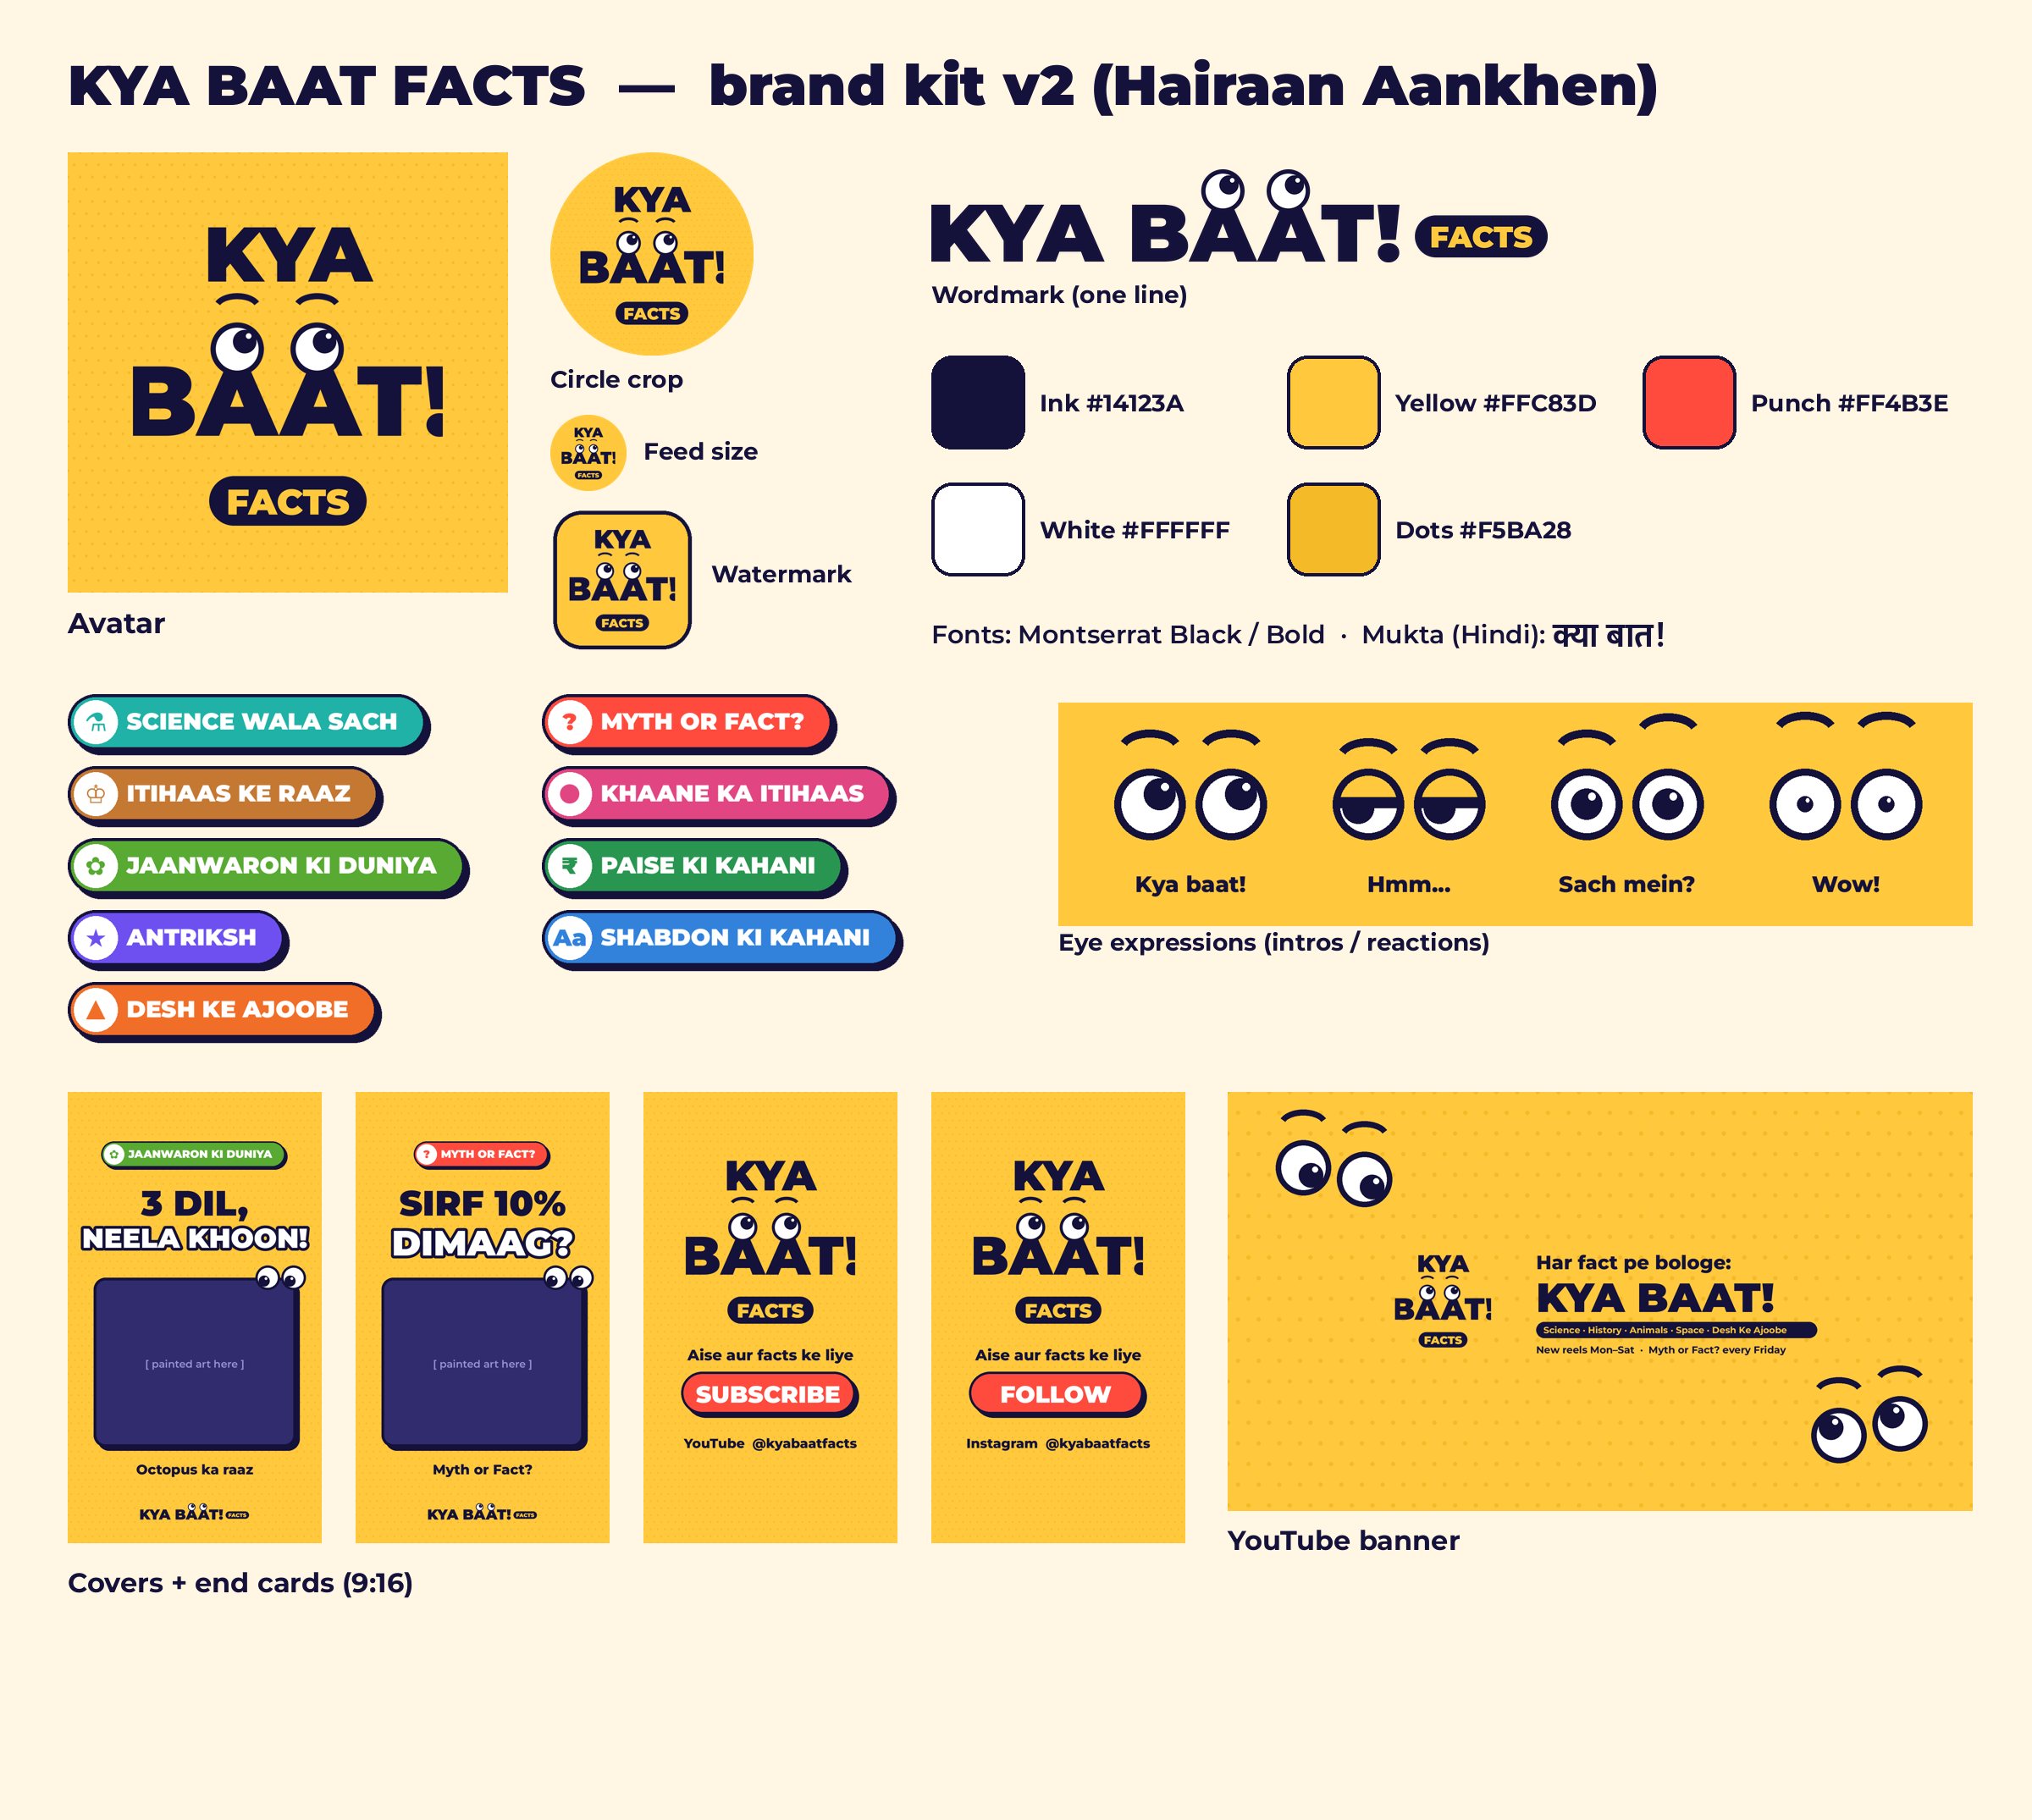 KYA BAAT FACTS — brand kit v2 (Hairaan Aankhen)
KYA
BAAT!
FACTS
Avatar
KYA
BAAT!
FACTS
Circle crop
KYA
BAAT!
FACTS
Feed size
KYA
BAAT!
FACTS
Watermark
KYA BAAT! FACTS
Wordmark (one line)
Ink #14123A
Yellow #FFC83D
Punch #FF4B3E
White #FFFFFF
Dots #F5BA28
Fonts: Montserrat Black / Bold · Mukta (Hindi): क्या बात!
SCIENCE WALA SACH
ITIHAAS KE RAAZ
JAANWARON KI DUNIYA
ANTRIKSH
DESH KE AJOOBE
? MYTH OR FACT?
KHAANE KA ITIHAAS
₹ PAISE KI KAHANI
Aa SHABDON KI KAHANI
Kya baat!
Hmm...
Sach mein?
Wow!
Eye expressions (intros / reactions)
JAANWARON KI DUNIYA
3 DIL,
NEELA KHOON!
[ painted art here ]
Octopus ka raaz
KYA BAAT! FACTS
? MYTH OR FACT?
SIRF 10%
DIMAAG?
[ painted art here ]
Myth or Fact?
KYA BAAT! FACTS
KYA
BAAT!
FACTS
Aise aur facts ke liye
SUBSCRIBE
YouTube @kyabaatfacts
KYA
BAAT!
FACTS
Aise aur facts ke liye
FOLLOW
Instagram @kyabaatfacts
Covers + end cards (9:16)
KYA
BAAT!
FACTS
Har fact pe bologe:
KYA BAAT!
Science · History · Animals · Space · Desh Ke Ajoobe
New reels Mon–Sat · Myth or Fact? every Friday
YouTube banner